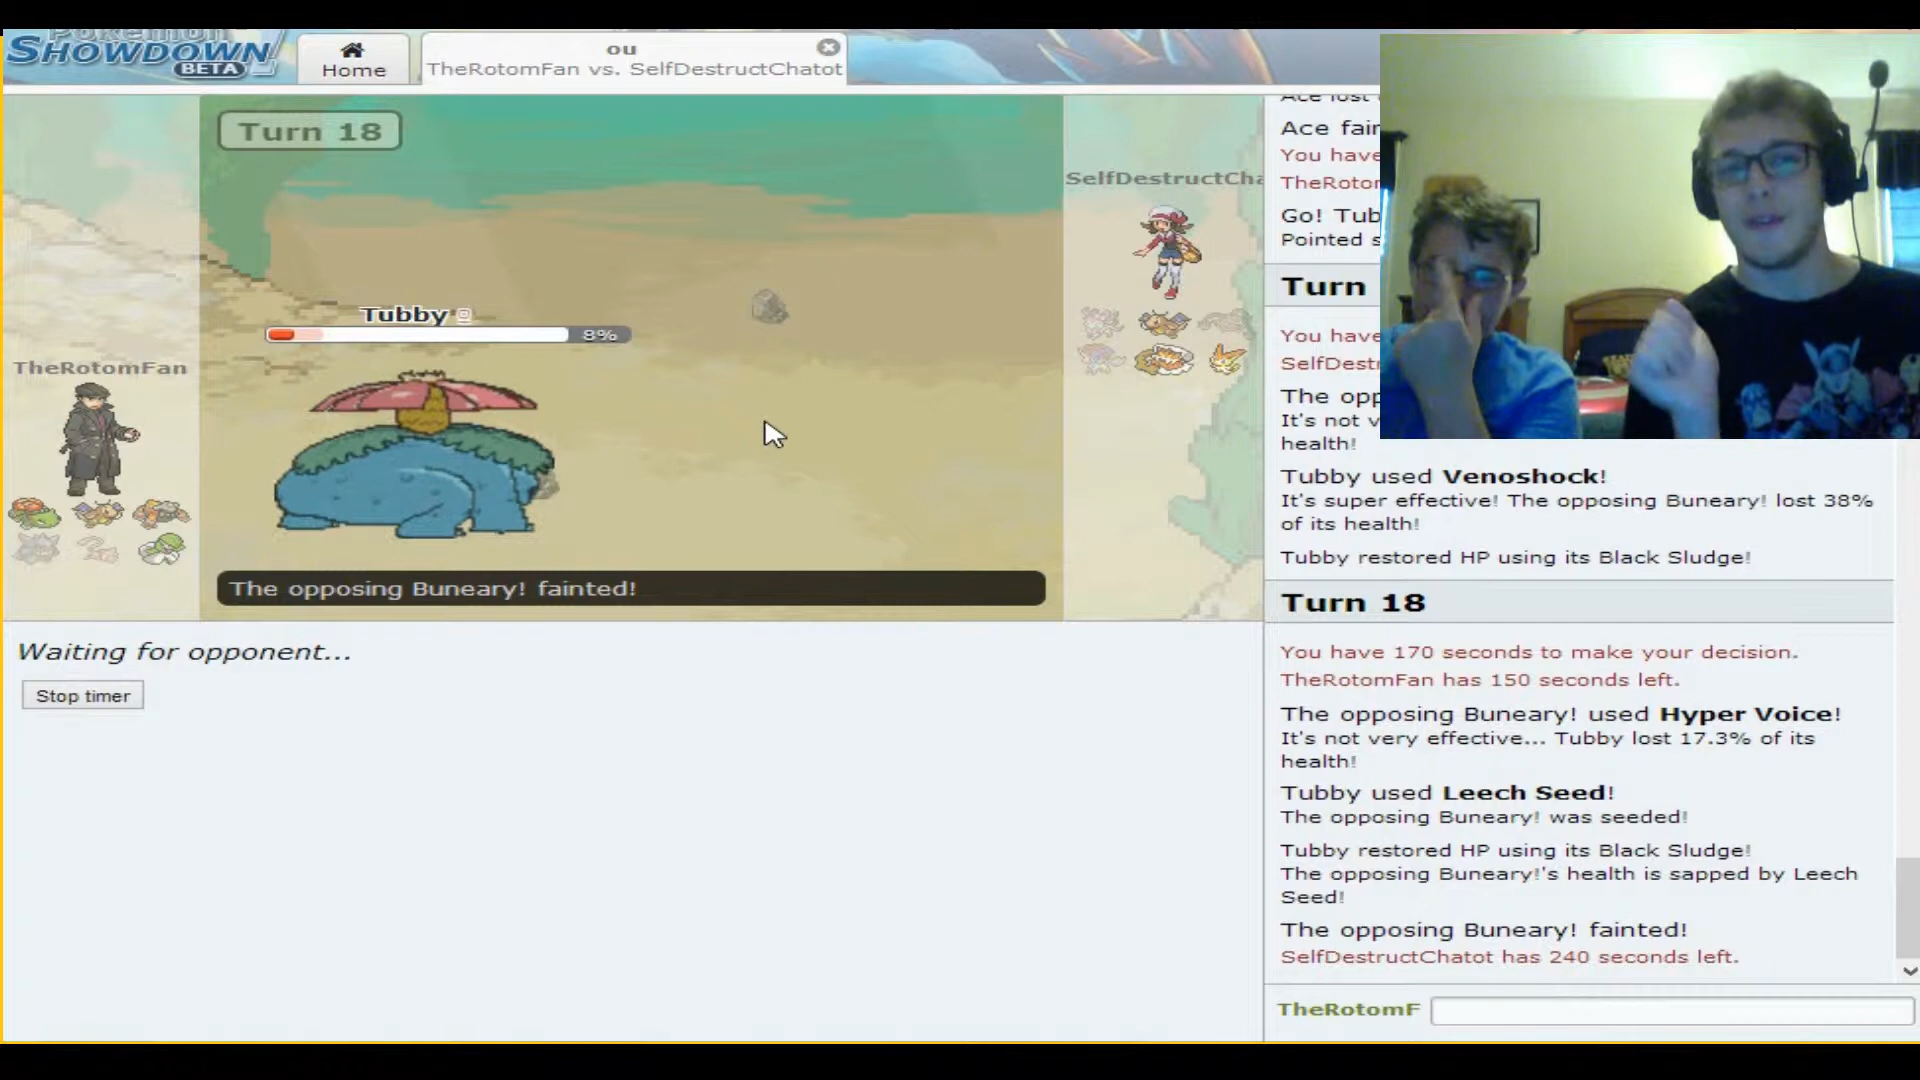 Pokémon
SHOWDOWN
BETA
Home
ou
TheRotomFan vs. SelfDestructChatot
Turn 18
Tubby
8%
TheRotomFan
SelfDestructCha
The opposing Buneary! fainted!
Waiting for opponent...
Stop timer
Ace lost
Ace fai
You have
TheRoto
Go! Tub
Pointed s
Turn
You have
SelfDest
The opp
It's not v
health!
Tubby used Venoshock!
It's super effective! The opposing Buneary! lost 38%
of its health!
Tubby restored HP using its Black Sludge!
Turn 18
You have 170 seconds to make your decision.
TheRotomFan has 150 seconds left.
The opposing Buneary! used Hyper Voice!
It's not very effective... Tubby lost 17.3% of its
health!
Tubby used Leech Seed!
The opposing Buneary! was seeded!
Tubby restored HP using its Black Sludge!
The opposing Buneary!'s health is sapped by Leech
Seed!
The opposing Buneary! fainted!
SelfDestructChatot has 240 seconds left.
TheRotomF